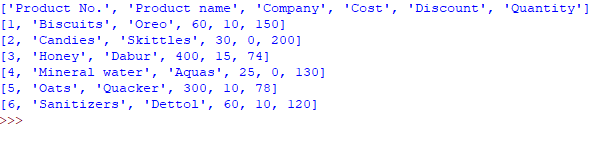 ['Product No.', 'Product name', 'Company', 'Cost', 'Discount', 'Quantity']
[1, 'Biscuits', 'Oreo', 60, 10, 150]
[2, 'Candies', 'Skittles', 30, 0, 200]
[3, 'Honey', 'Dabur', 400, 15, 74]
[4, 'Mineral water', 'Aquas', 25, 0, 130]
[5, 'Oats', 'Quacker', 300, 10, 78]
[6, 'Sanitizers', 'Dettol', 60, 10, 120]
>>>